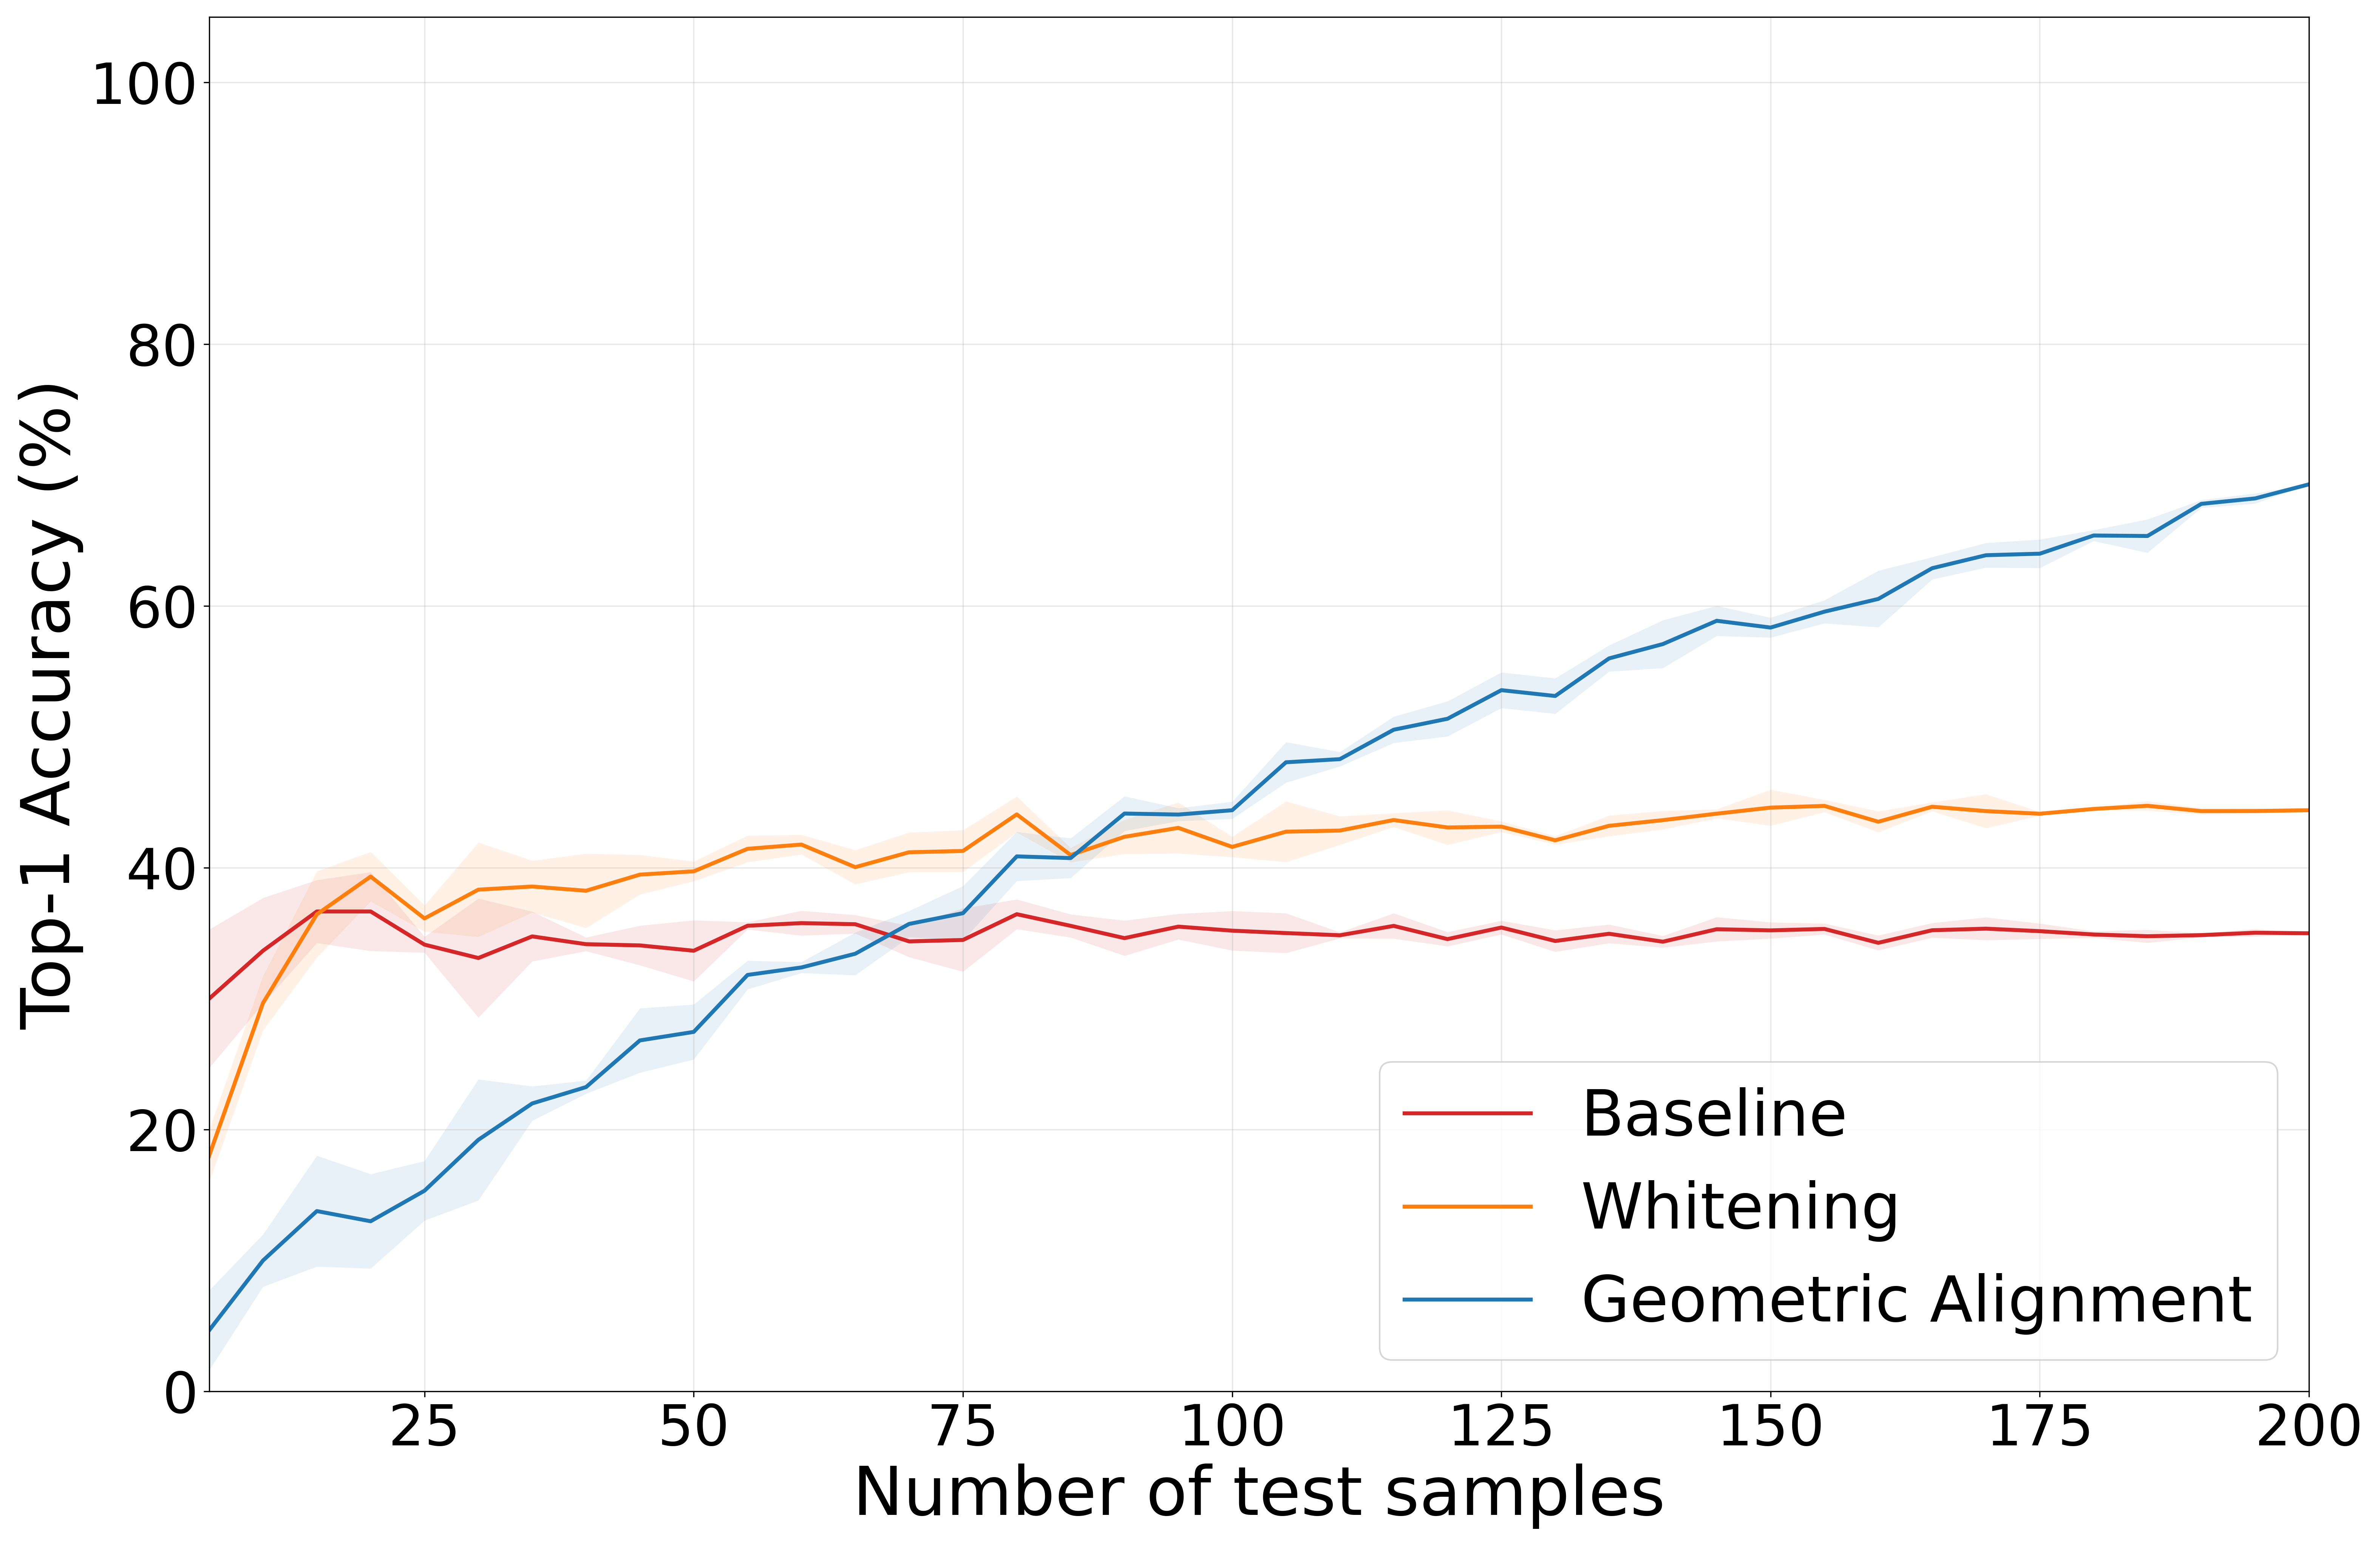 Top-1 Accuracy (%)
100
80
60
40
20
0
25 50 75 100 125 150 175 200
Number of test samples
Baseline
Whitening
Geometric Alignment